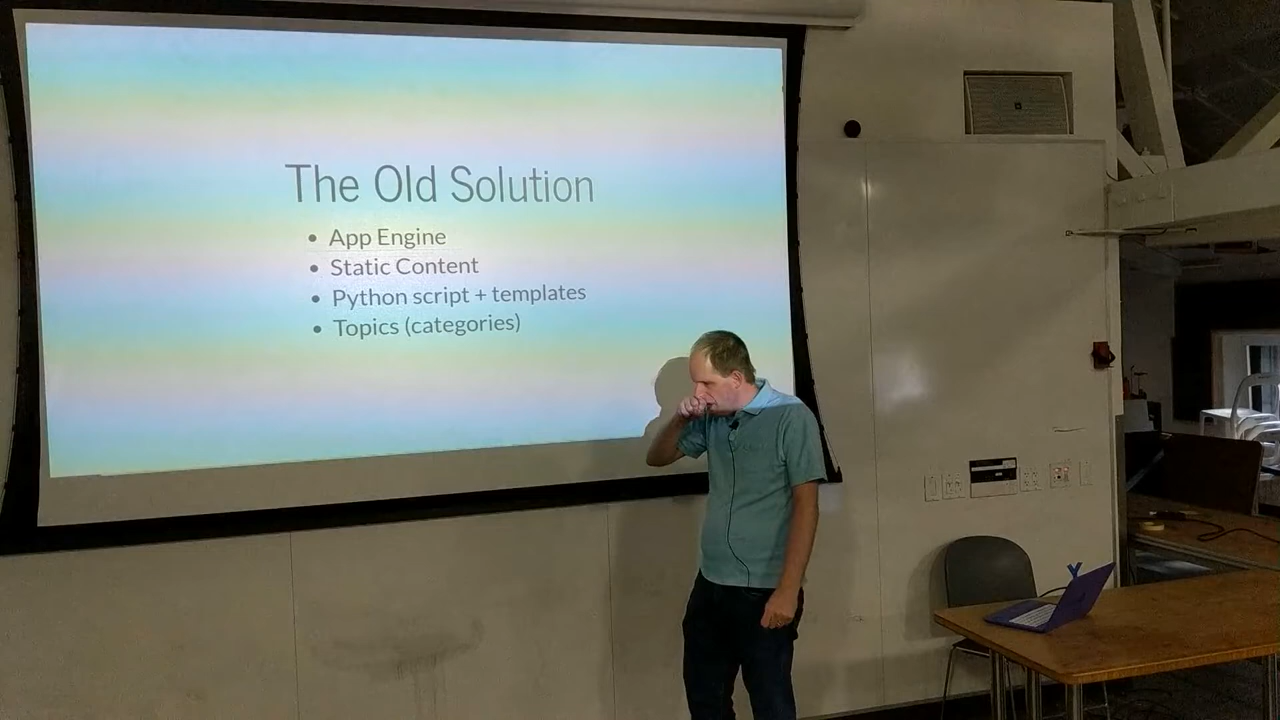 The Old Solution
• App Engine
• Static Content
• Python script + templates
• Topics (categories)